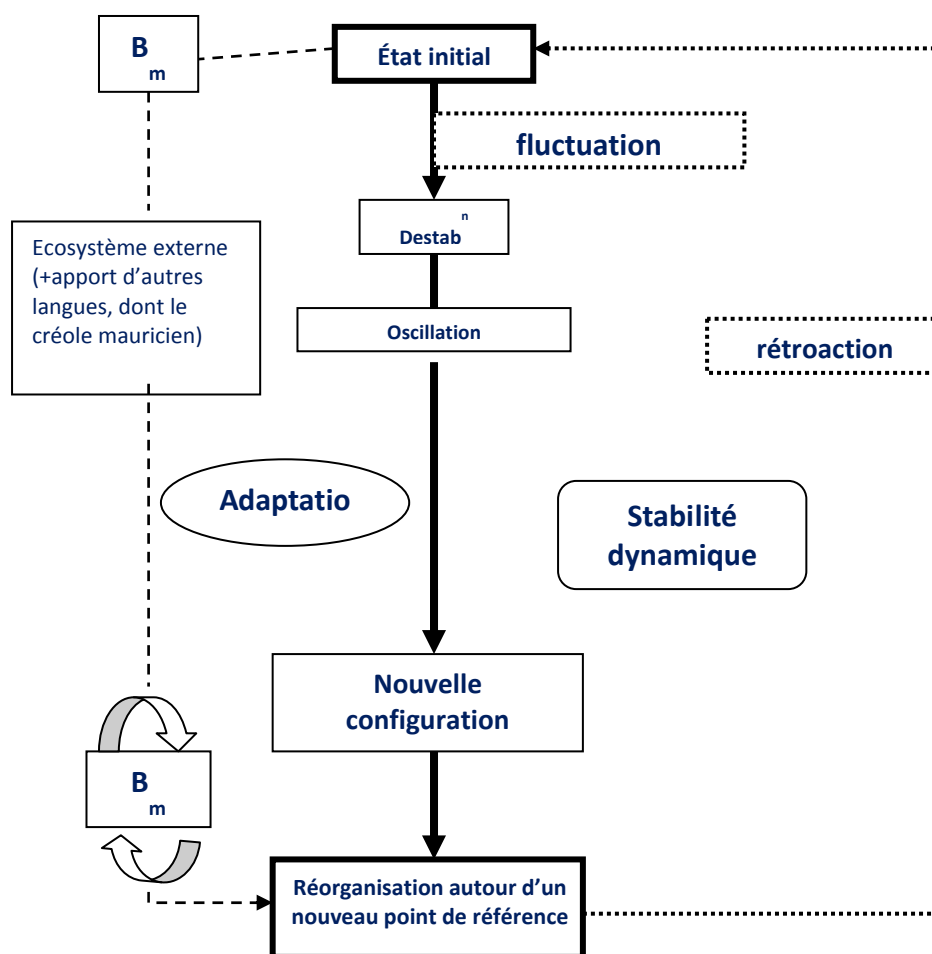 B
m
État initial
fluctuation
n
Destab
Ecosystème externe
(+apport d’autres
langues, dont le
créole mauricien)
Oscillation
rétroaction
Adaptatio
Stabilité
dynamique
Nouvelle
configuration
B
m
Réorganisation autour d’un
nouveau point de référence